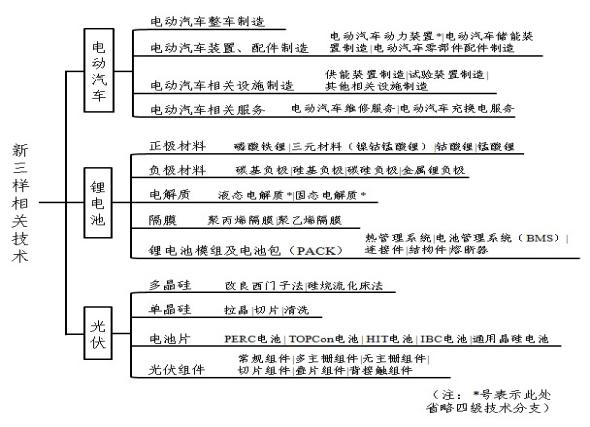 新三样相关技术
电动汽车
电动汽车整车制造
电动汽车装置、配件制造
电动汽车动力装置*|电动汽车储能装
置制造|电动汽车零部件配件制造
电动汽车相关设施制造
供能装置制造|试验装置制造|
其他相关设施制造
电动汽车相关服务
电动汽车维修服务|电动汽车充换电服务
锂电池
正极材料
磷酸铁锂|三元材料（镍钴锰酸锂）|钴酸锂|锰酸锂
负极材料
碳基负极|硅基负极|碳硅负极|金属锂负极
电解质
液态电解质*|固态电解质*
隔膜
聚丙烯隔膜|聚乙烯隔膜
锂电池模组及电池包（PACK）
热管理系统|电池管理系统（BMS）|
连接件|结构件|熔断器
光伏
多晶硅
改良西门子法|硅烷流化床法
单晶硅
拉晶|切片|清洗
电池片
PERC电池|TOPCon电池|HIT电池|IBC电池|通用晶硅电池
光伏组件
常规组件|多主栅组件|无主栅组件|
切片组件|叠片组件|背接触组件
（注：*号表示此处
省略四级技术分支）